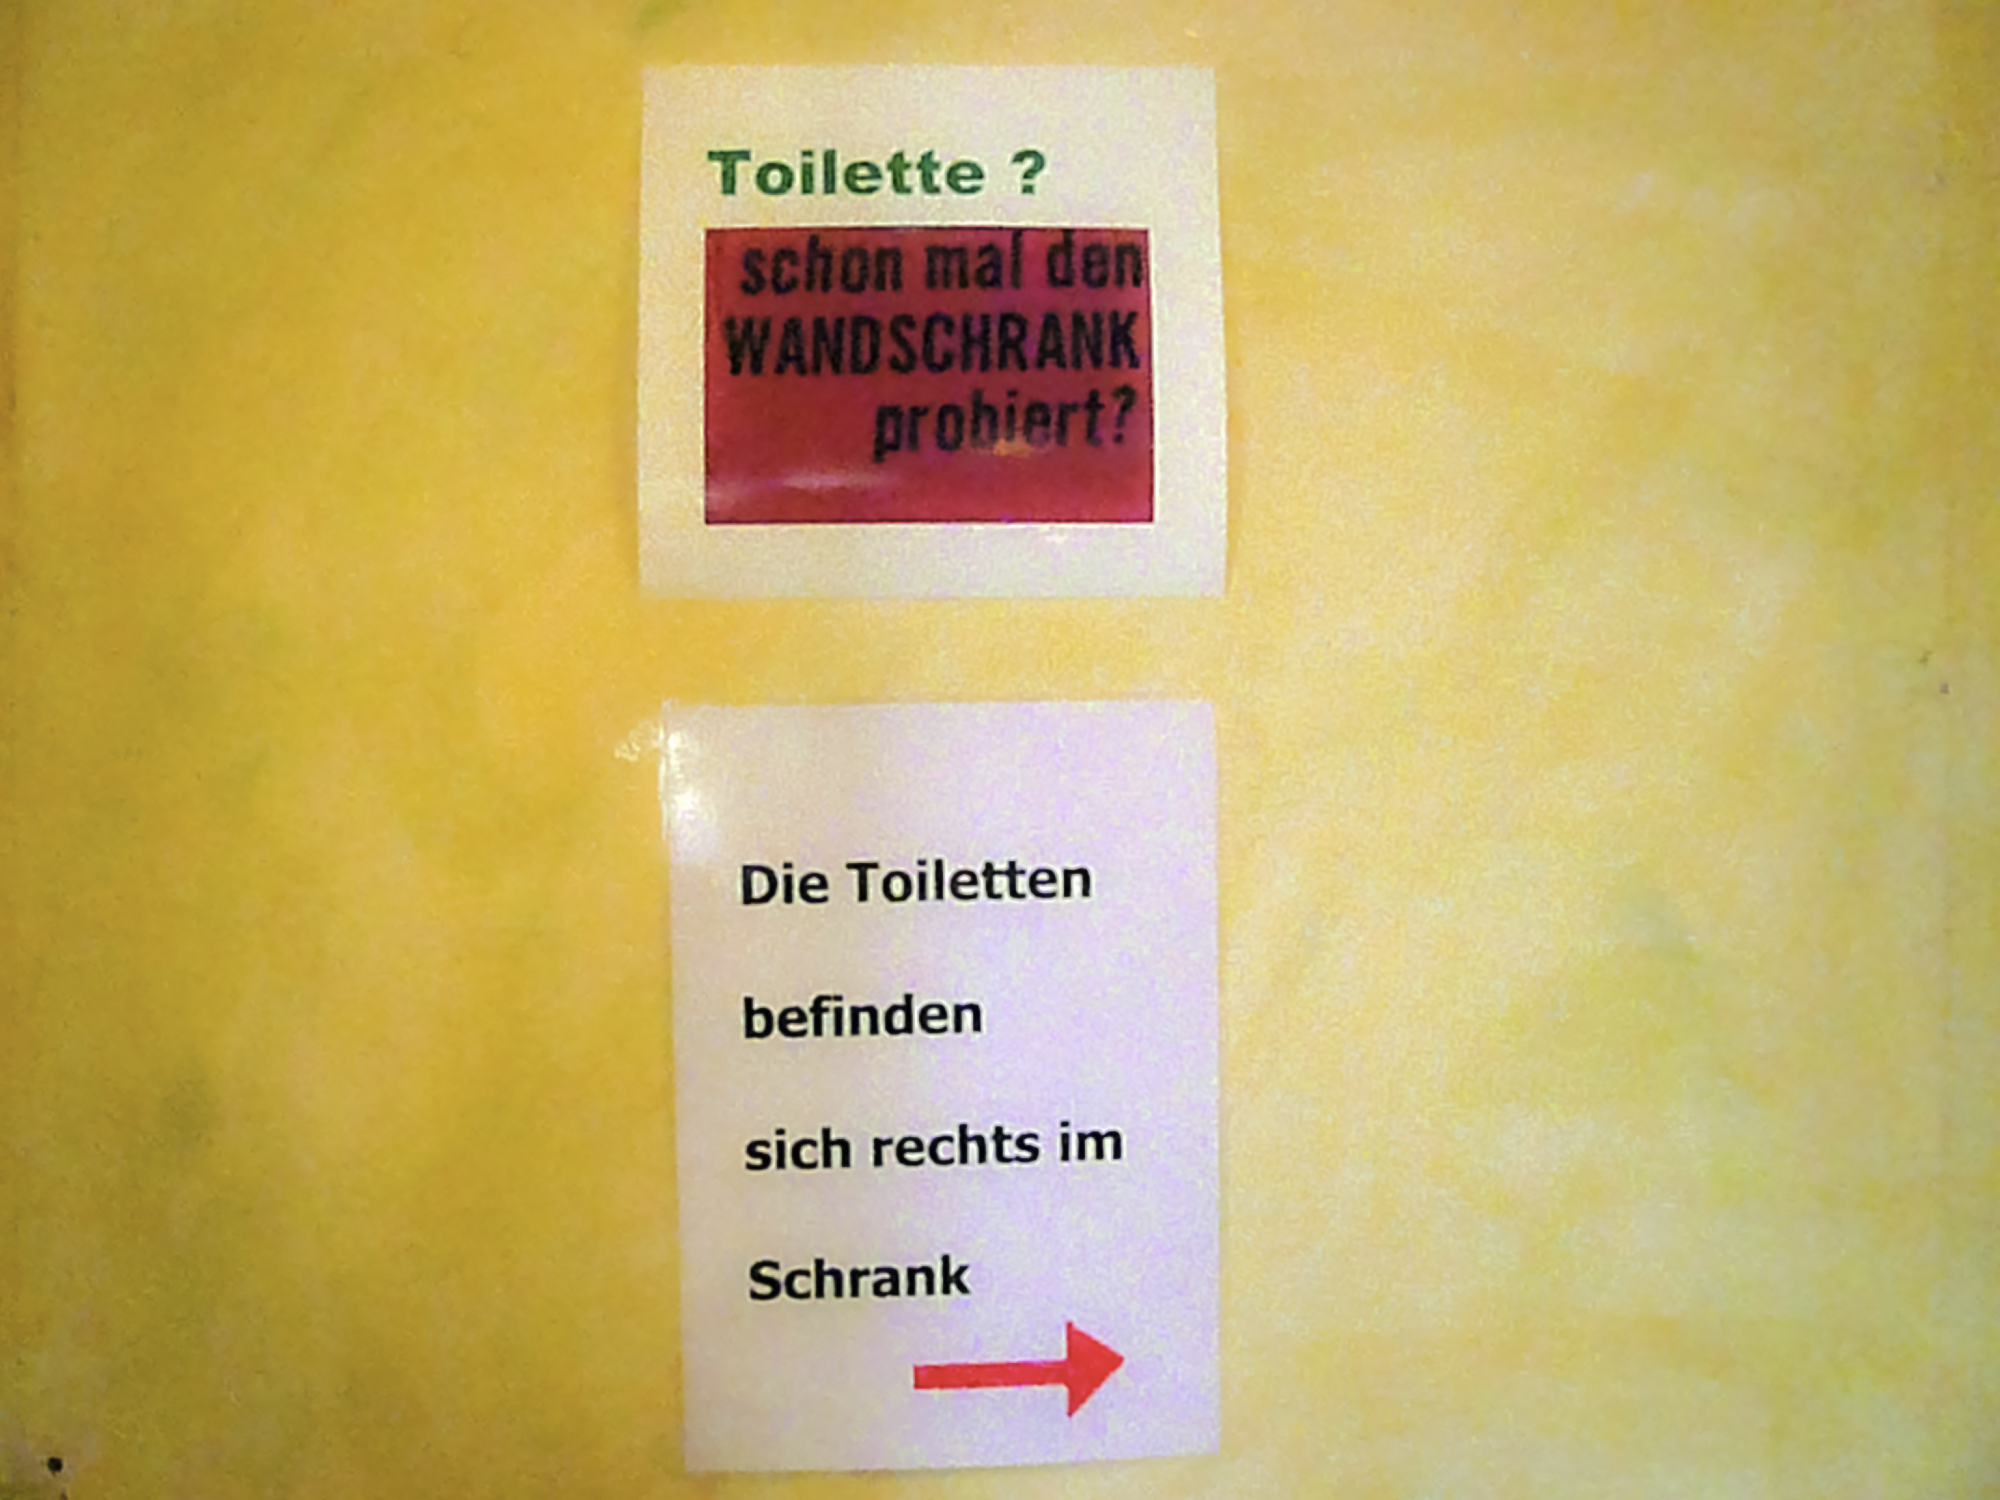 Toilette ?
schon mal den
WANDSCHRANK
probiert?
Die Toiletten
befinden
sich rechts im
Schrank